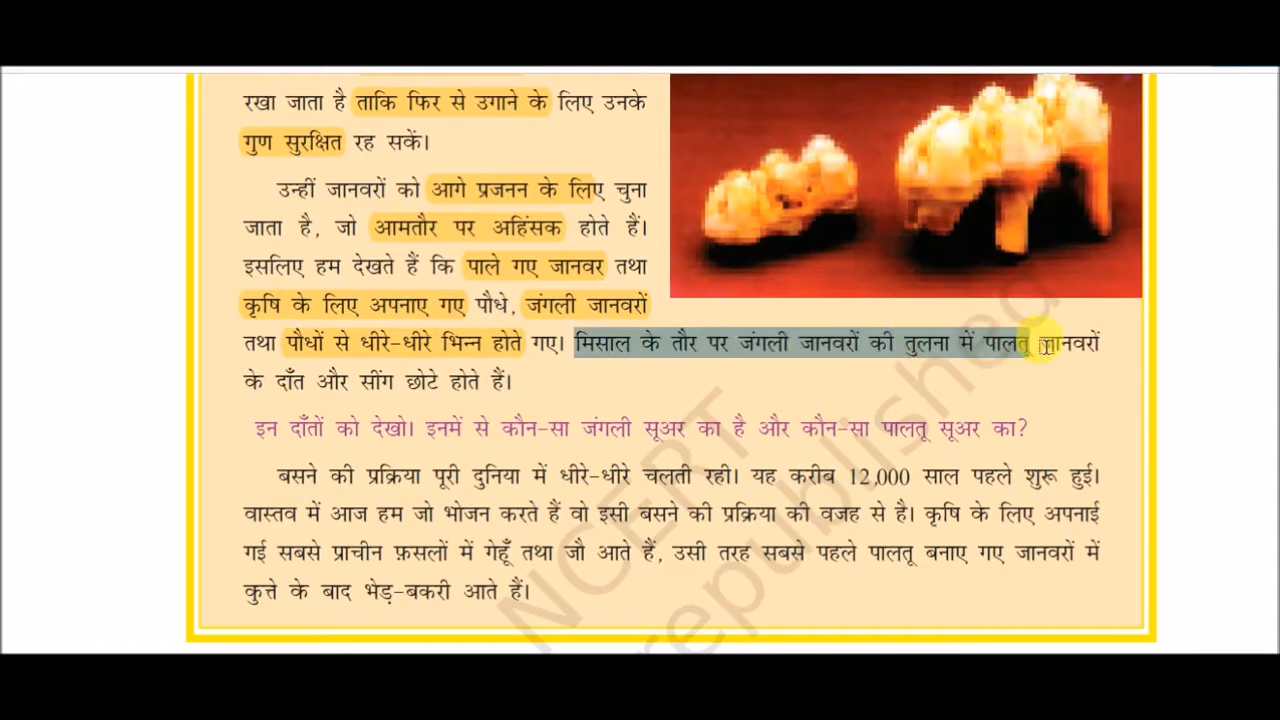 रखा जाता है ताकि फिर से उगाने के लिए उनके
गुण सुरक्षित रह सकें।
उन्हीं जानवरों को आगे प्रजनन के लिए चुना
जाता है, जो आमतौर पर अहिंसक होते हैं।
इसलिए हम देखते हैं कि पाले गए जानवर तथा
कृषि के लिए अपनाए गए पौधे, जंगली जानवरों
तथा पौधों से धीरे-धीरे भिन्न होते गए। मिसाल के तौर पर जंगली जानवरों की तुलना में पालतू जानवरों
के दाँत और सींग छोटे होते हैं।
इन दाँतों को देखो। इनमें से कौन-सा जंगली सूअर का है और कौन-सा पालतू सूअर का?
बसने की प्रक्रिया पूरी दुनिया में धीरे-धीरे चलती रही। यह करीब 12,000 साल पहले शुरू हुई।
वास्तव में आज हम जो भोजन करते हैं वो इसी बसने की प्रक्रिया की वजह से है। कृषि के लिए अपनाई
गई सबसे प्राचीन फ़सलों में गेहूँ तथा जौ आते हैं, उसी तरह सबसे पहले पालतू बनाए गए जानवरों में
कुत्ते के बाद भेड़-बकरी आते हैं।
NCERT
republished